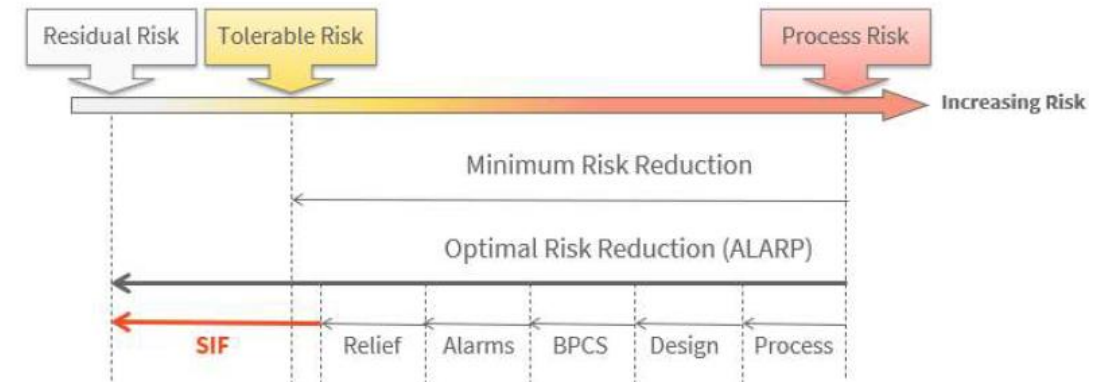 Residual Risk
Tolerable Risk
Process Risk
Increasing Risk
Minimum Risk Reduction
Optimal Risk Reduction (ALARP)
SIF
Relief
Alarms
BPCS
Design
Process